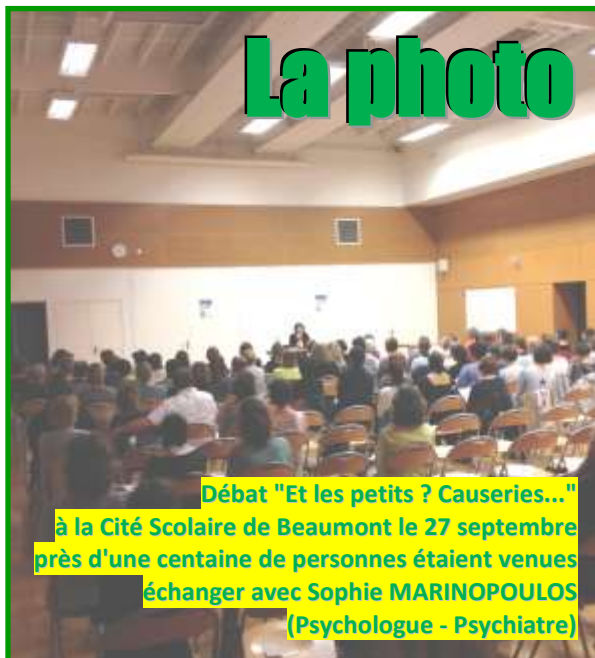 La photo
Débat "Et les petits ? Causeries..."
à la Cité Scolaire de Beaumont le 27 septembre
près d'une centaine de personnes étaient venues
échanger avec Sophie MARINOPOULOS
(Psychologue - Psychiatre)